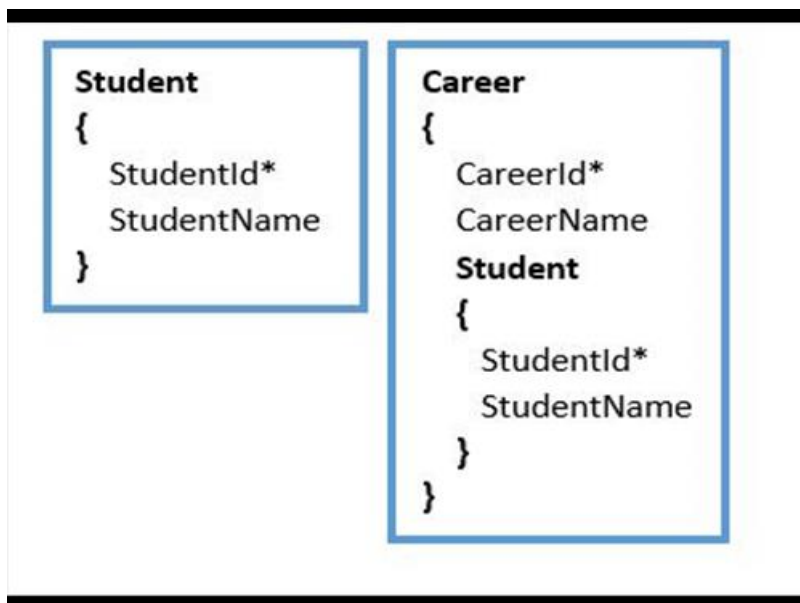 Student
{
StudentId*
StudentName
}
Career
{
CareerId*
CareerName
Student
{
StudentId*
StudentName
}
}